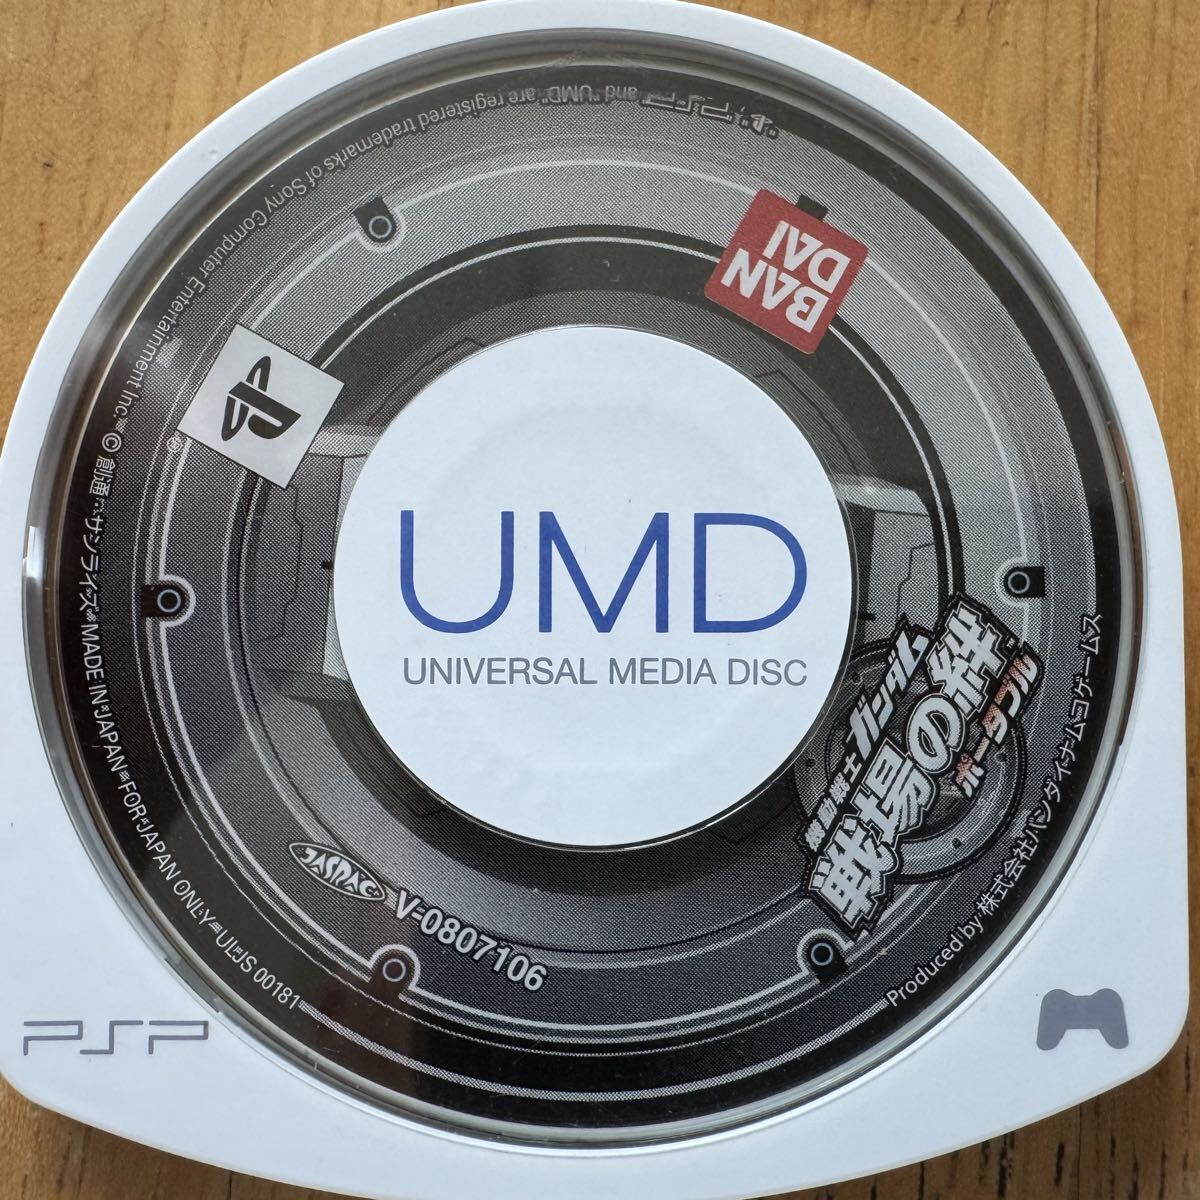 "PSP" and "UMD" are registered trademarks of Sony Computer Entertainment Inc. © 創通・サンライズ MADE IN JAPAN FOR JAPAN ONLY ULJS 00181
BAN
DAI
UMD
UNIVERSAL MEDIA DISC
機動戦士ガンダム
戦場の絆
ポータブル
Produced by 株式会社バンダイナムコゲームス
JASRAC
V-0807106
PSP